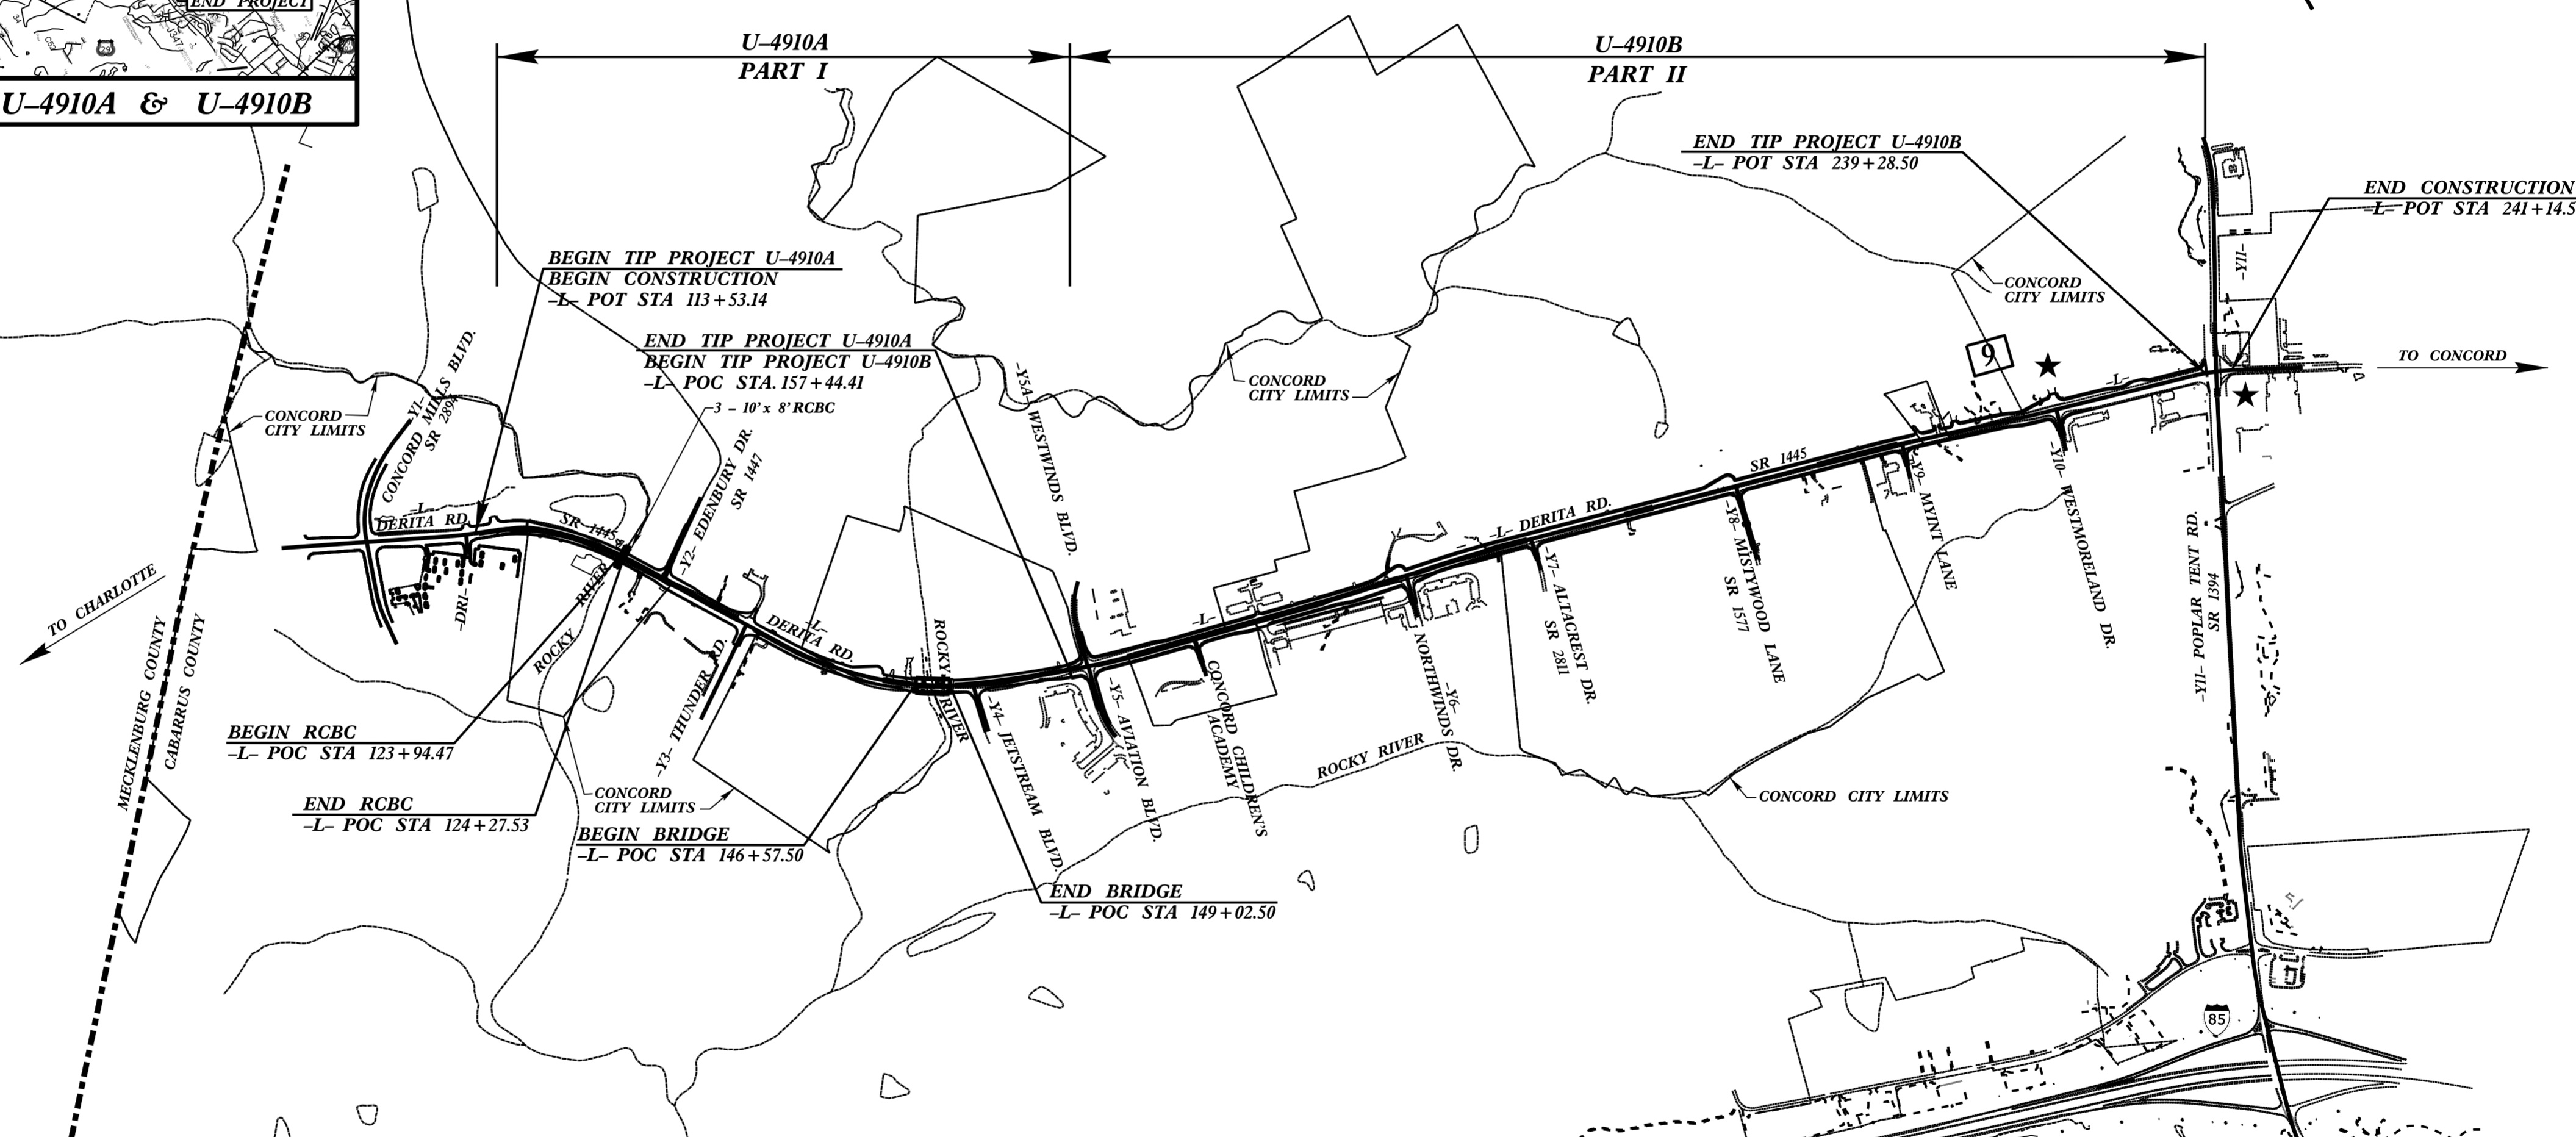 END PROJECT
29
U-4910A & U-4910B
U-4910A
PART I
U-4910B
PART II
END TIP PROJECT U-4910B
-L- POT STA 239+28.50
END CONSTRUCTION
-L- POT STA 241+14.5
BEGIN TIP PROJECT U-4910A
BEGIN CONSTRUCTION
-L- POT STA 113+53.14
END TIP PROJECT U-4910A
BEGIN TIP PROJECT U-4910B
-L- POC STA. 157+44.41
3 - 10' x 8' RCBC
CONCORD
CITY LIMITS
-Y1-
CONCORD MILLS BLVD.
CONCORD
CITY LIMITS
CONCORD
CITY LIMITS
9
TO CONCORD
-Y11-
-L-
DERITA RD.
SR 1445
-Y2- EDENBURY DR.
SR 1447
-Y5A- WESTWINDS BLVD.
-L- DERITA RD.
SR 1445
-L-
-DR1-
ROCKY
RIVER
-Y3- THUNDER RD.
-L-
DERITA RD.
ROCKY
RIVER
-Y4- JETSTREAM BLVD.
-Y5- AVIATION BLVD.
-L-
CONCORD CHILDREN'S
ACADEMY
-Y6-
NORTHWINDS DR.
-Y7- ALTACREST DR.
SR 2811
-Y8- MISTYWOOD LANE
SR 1577
-Y9- MYINT LANE
-Y10- WESTMORELAND DR.
-Y11- POPLAR TENT RD.
SR 1394
TO CHARLOTTE
MECKLENBURG COUNTY
CABARRUS COUNTY
BEGIN RCBC
-L- POC STA 123+94.47
END RCBC
-L- POC STA 124+27.53
CONCORD
CITY LIMITS
BEGIN BRIDGE
-L- POC STA 146+57.50
END BRIDGE
-L- POC STA 149+02.50
ROCKY RIVER
CONCORD CITY LIMITS
85